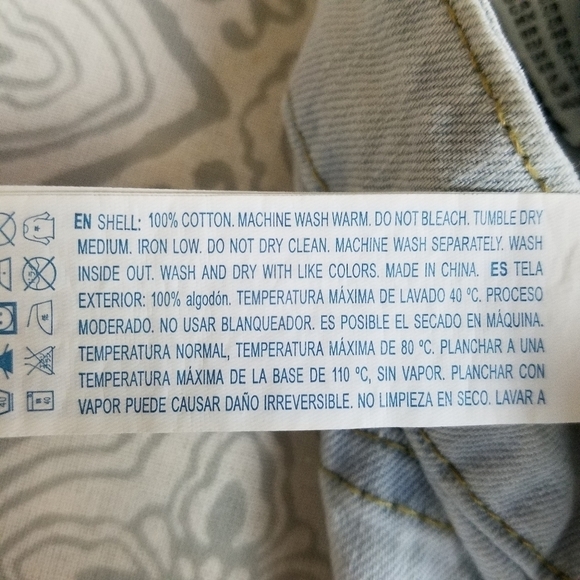 EN SHELL: 100% COTTON. MACHINE WASH WARM. DO NOT BLEACH. TUMBLE DRY
MEDIUM. IRON LOW. DO NOT DRY CLEAN. MACHINE WASH SEPARATELY. WASH
INSIDE OUT. WASH AND DRY WITH LIKE COLORS. MADE IN CHINA. ES TELA
EXTERIOR: 100% algodón. TEMPERATURA MÁXIMA DE LAVADO 40 ºC. PROCESO
MODERADO. NO USAR BLANQUEADOR. ES POSIBLE EL SECADO EN MÁQUINA.
TEMPERATURA NORMAL, TEMPERATURA MÁXIMA DE 80 ºC. PLANCHAR A UNA
TEMPERATURA MÁXIMA DE LA BASE DE 110 ºC, SIN VAPOR. PLANCHAR CON
VAPOR PUEDE CAUSAR DAÑO IRREVERSIBLE. NO LIMPIEZA EN SECO. LAVAR A